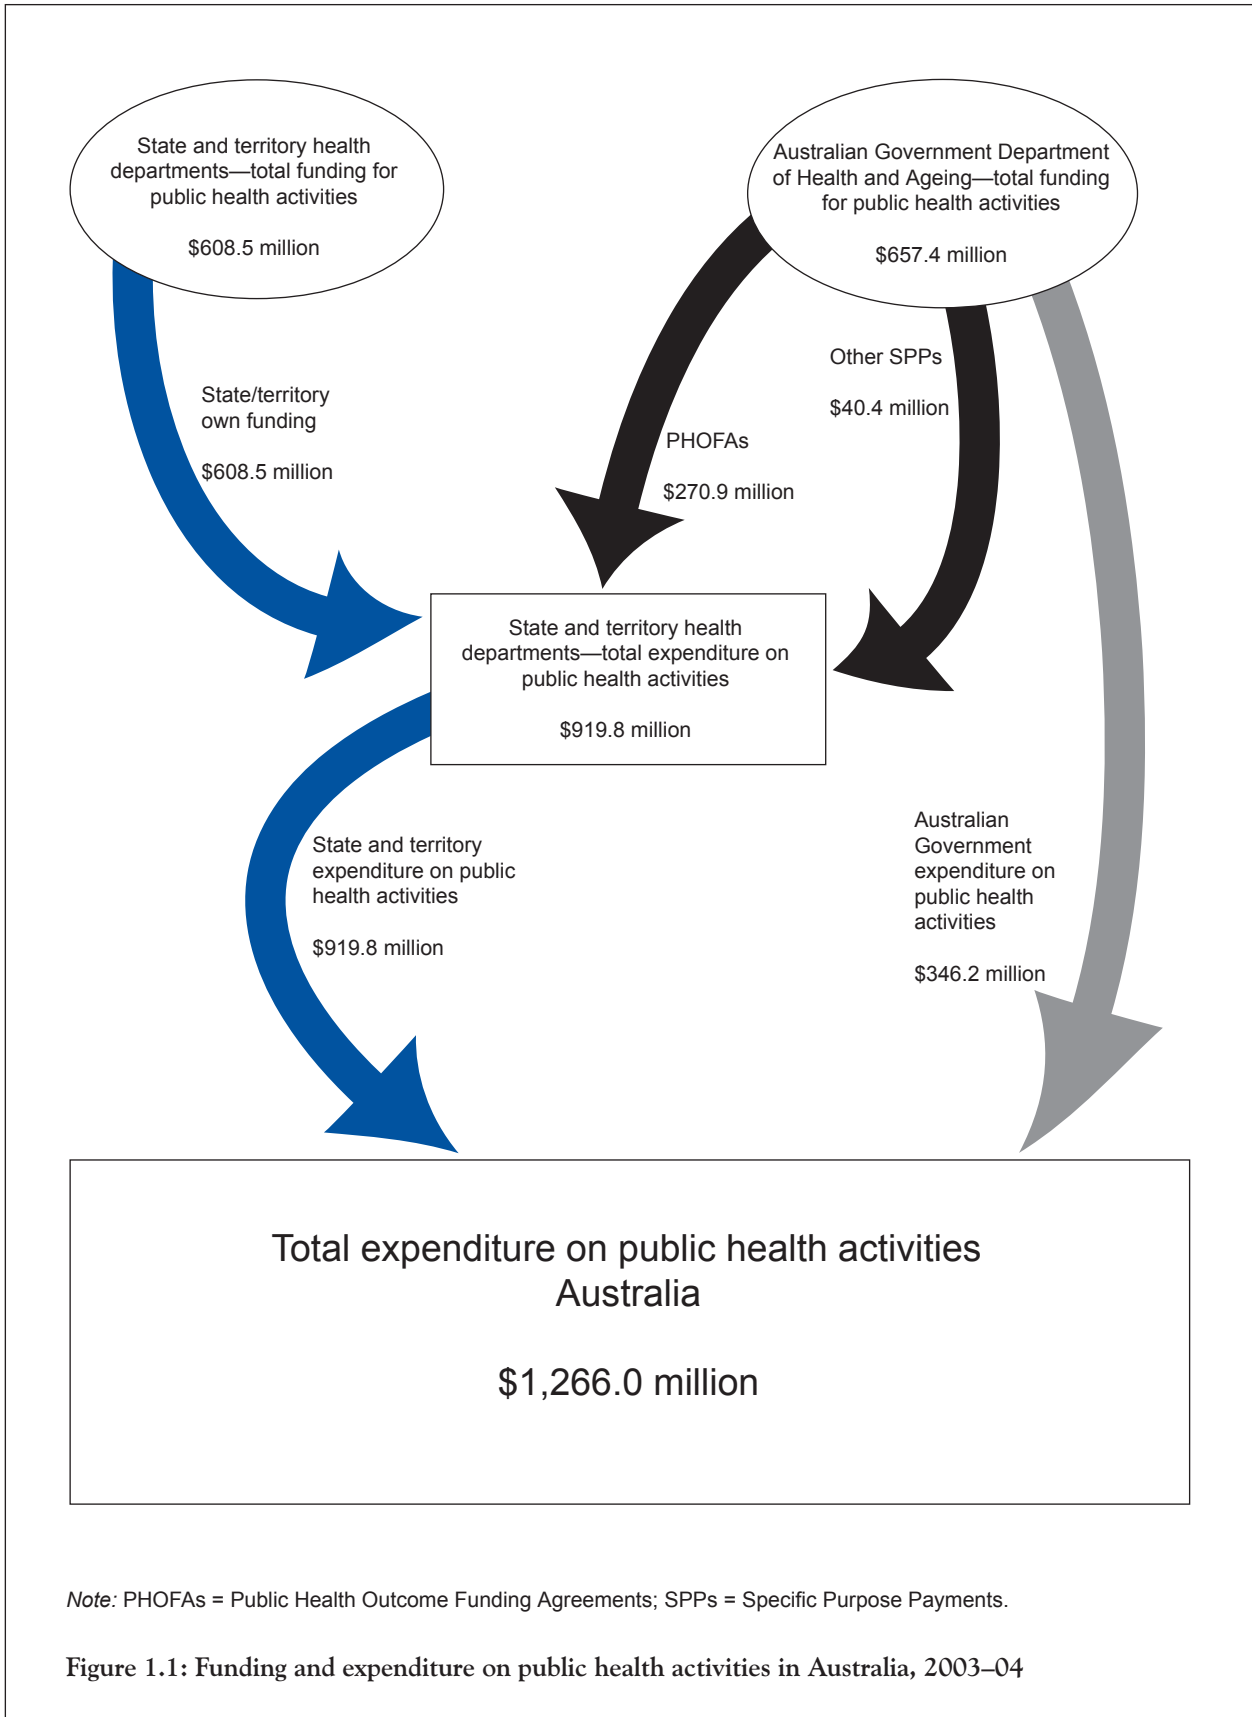 State and territory health
departments—total funding for
public health activities
$608.5 million
Australian Government Department
of Health and Ageing—total funding
for public health activities
$657.4 million
State/territory
own funding
$608.5 million
PHOFAs
$270.9 million
Other SPPs
$40.4 million
State and territory health
departments—total expenditure on
public health activities
$919.8 million
State and territory
expenditure on public
health activities
$919.8 million
Australian
Government
expenditure on
public health
activities
$346.2 million
Total expenditure on public health activities
Australia
$1,266.0 million
Note: PHOFAs = Public Health Outcome Funding Agreements; SPPs = Specific Purpose Payments.
Figure 1.1: Funding and expenditure on public health activities in Australia, 2003–04